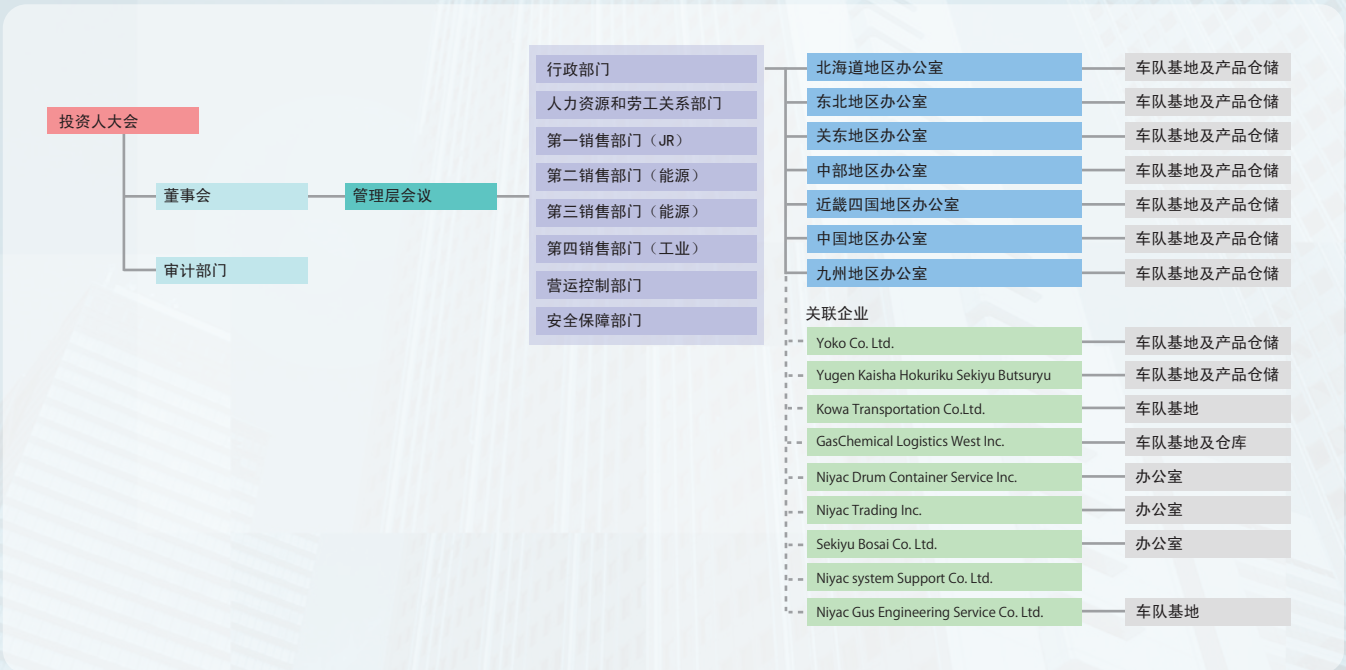 投资人大会
董事会
审计部门
管理层会议
行政部门
人力资源和劳工关系部门
第一销售部门（JR）
第二销售部门（能源）
第三销售部门（能源）
第四销售部门（工业）
营运控制部门
安全保障部门
北海道地区办公室
车队基地及产品仓储
东北地区办公室
车队基地及产品仓储
关东地区办公室
车队基地及产品仓储
中部地区办公室
车队基地及产品仓储
近畿四国地区办公室
车队基地及产品仓储
中国地区办公室
车队基地及产品仓储
九州地区办公室
车队基地及产品仓储
关联企业
Yoko Co. Ltd.
车队基地及产品仓储
Yugen Kaisha Hokuriku Sekiyu Butsuryu
车队基地及产品仓储
Kowa Transportation Co.Ltd.
车队基地
GasChemical Logistics West Inc.
车队基地及仓库
Niyac Drum Container Service Inc.
办公室
Niyac Trading Inc.
办公室
Sekiyu Bosai Co. Ltd.
办公室
Niyac system Support Co. Ltd.
Niyac Gus Engineering Service Co. Ltd.
车队基地